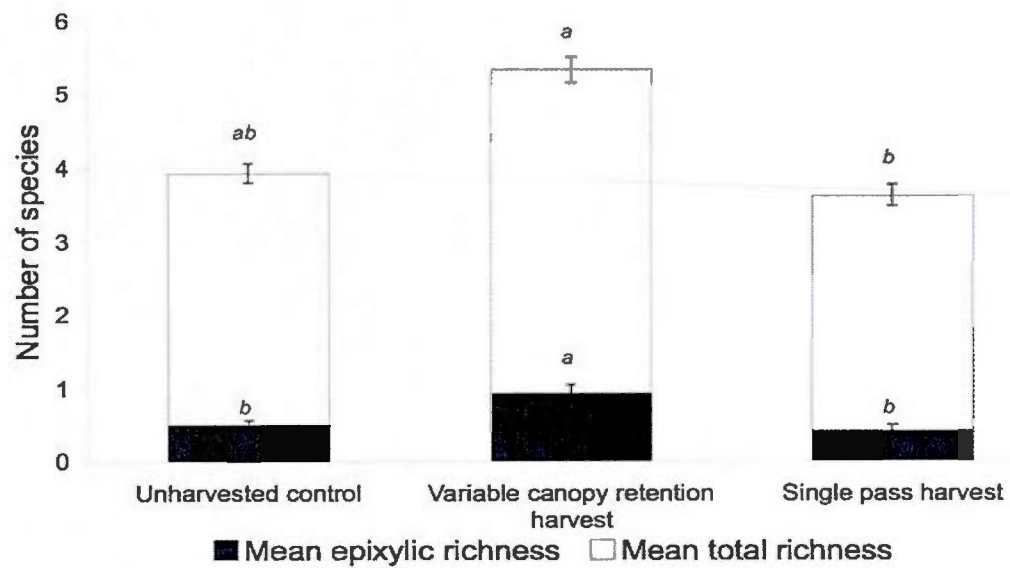 6
a
5
ab
4
b
Number of species
3
2
a
1
b
b
0
Unharvested control
Variable canopy retention
harvest
Single pass harvest
Mean epixylic richness
Mean total richness